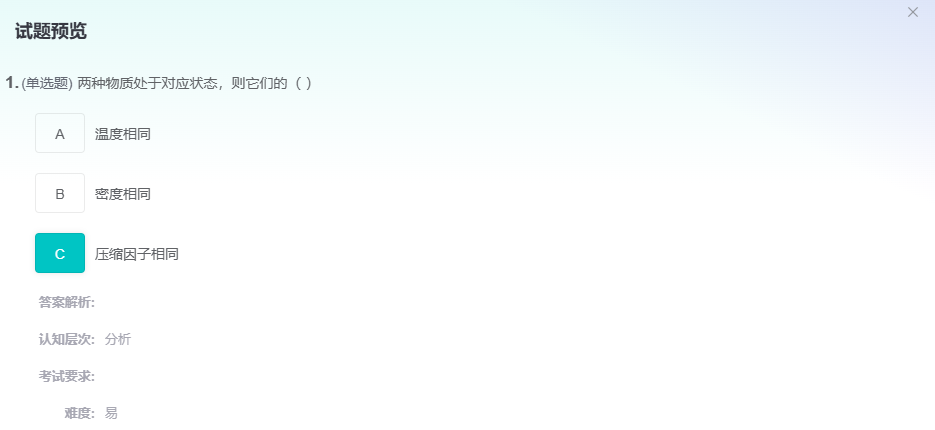 试题预览
1. (单选题) 两种物质处于对应状态，则它们的（ ）
A 温度相同
B 密度相同
C 压缩因子相同
答案解析:
认知层次: 分析
考试要求:
难度: 易